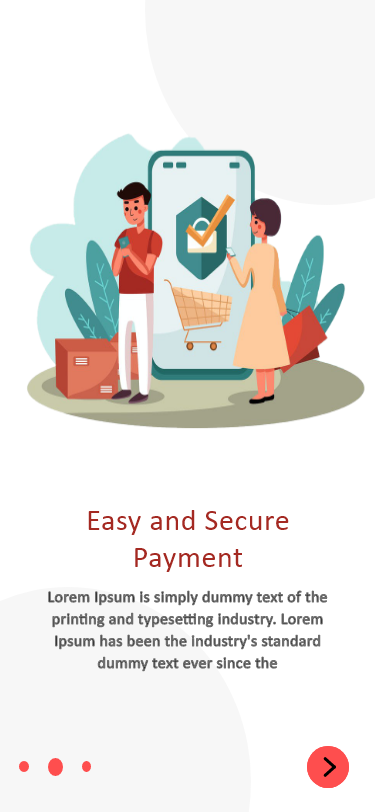 Easy and Secure
Payment
Lorem Ipsum is simply dummy text of the
printing and typesetting industry. Lorem
Ipsum has been the industry's standard
dummy text ever since the